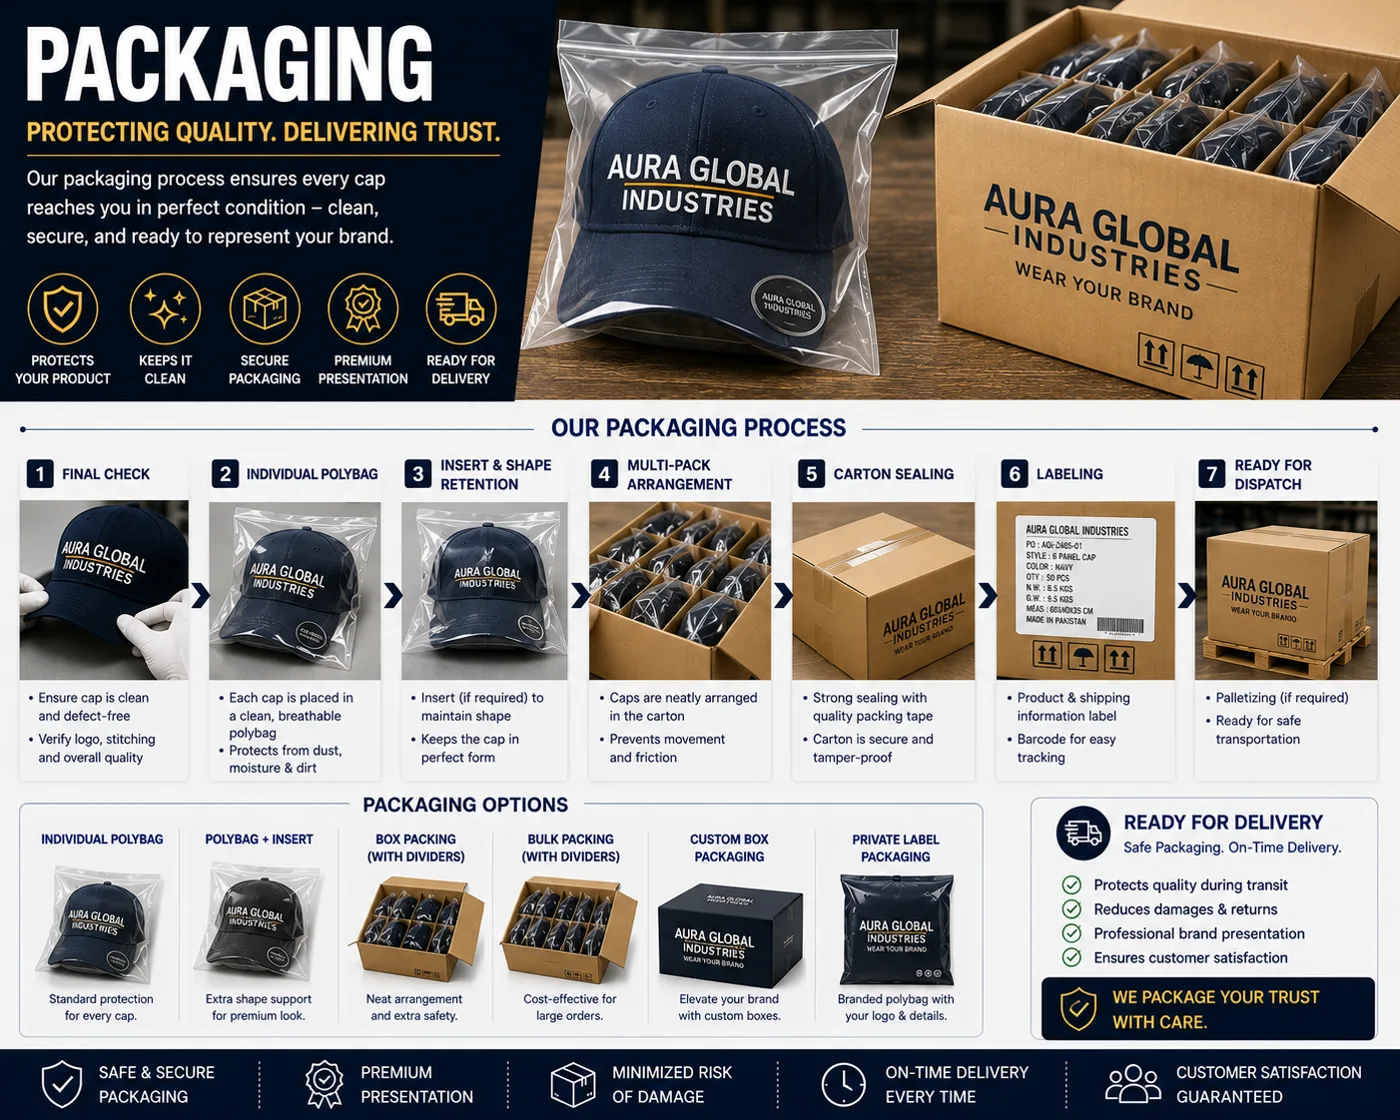 PACKAGING
PROTECTING QUALITY. DELIVERING TRUST.
Our packaging process ensures every cap
reaches you in perfect condition – clean,
secure, and ready to represent your brand.
PROTECTS
YOUR PRODUCT
KEEPS IT
CLEAN
SECURE
PACKAGING
PREMIUM
PRESENTATION
READY FOR
DELIVERY
AURA GLOBAL
INDUSTRIES
AURA GLOBAL
INDUSTRIES
AURA GLOBAL
INDUSTRIES
WEAR YOUR BRAND
OUR PACKAGING PROCESS
1 FINAL CHECK
AURA GLOBAL
INDUSTRIES
• Ensure cap is clean
and defect-free
• Verify logo, stitching
and overall quality
2 INDIVIDUAL POLYBAG
AURA GLOBAL
INDUSTRIES
• Each cap is placed in
a clean, breathable
polybag
• Protects from dust,
moisture & dirt
3 INSERT & SHAPE
RETENTION
AURA GLOBAL
INDUSTRIES
• Insert (if required) to
maintain shape
• Keeps the cap in
perfect form
4 MULTI-PACK
ARRANGEMENT
• Caps are neatly arranged
in the carton
• Prevents movement
and friction
5 CARTON SEALING
AURA GLOBAL
INDUSTRIES
WEAR YOUR BRAND
• Strong sealing with
quality packing tape
• Carton is secure and
tamper-proof
6 LABELING
AURA GLOBAL INDUSTRIES
PO :
STYLE : 6 PANEL CAP
COLOR : NAVY
QTY : 50 PCS
N.W. : 8.5 KGS
G.W. : 9.5 KGS
MEAS : CM
MADE IN PAKISTAN
• Product & shipping
information label
• Barcode for easy
tracking
7 READY FOR
DISPATCH
AURA GLOBAL
INDUSTRIES
WEAR YOUR BRAND
• Palletizing (if required)
• Ready for safe
transportation
PACKAGING OPTIONS
INDIVIDUAL POLYBAG
AURA GLOBAL
INDUSTRIES
Standard protection
for every cap.
POLYBAG + INSERT
AURA GLOBAL
INDUSTRIES
Extra shape support
for premium look.
BOX PACKING
(WITH DIVIDERS)
Neat arrangement
and extra safety.
BULK PACKING
(WITH DIVIDERS)
Cost-effective for
large orders.
CUSTOM BOX
PACKAGING
AURA GLOBAL
INDUSTRIES
AURA GLOBAL
INDUSTRIES
WEAR YOUR BRAND
Elevate your brand
with custom boxes.
PRIVATE LABEL
PACKAGING
AURA GLOBAL
INDUSTRIES
WEAR YOUR BRAND
Branded polybag with
your logo & details.
READY FOR DELIVERY
Safe Packaging. On-Time Delivery.
Protects quality during transit
Reduces damages & returns
Professional brand presentation
Ensures customer satisfaction
WE PACKAGE YOUR TRUST
WITH CARE.
SAFE & SECURE
PACKAGING
PREMIUM
PRESENTATION
MINIMIZED RISK
OF DAMAGE
ON-TIME DELIVERY
EVERY TIME
CUSTOMER SATISFACTION
GUARANTEED